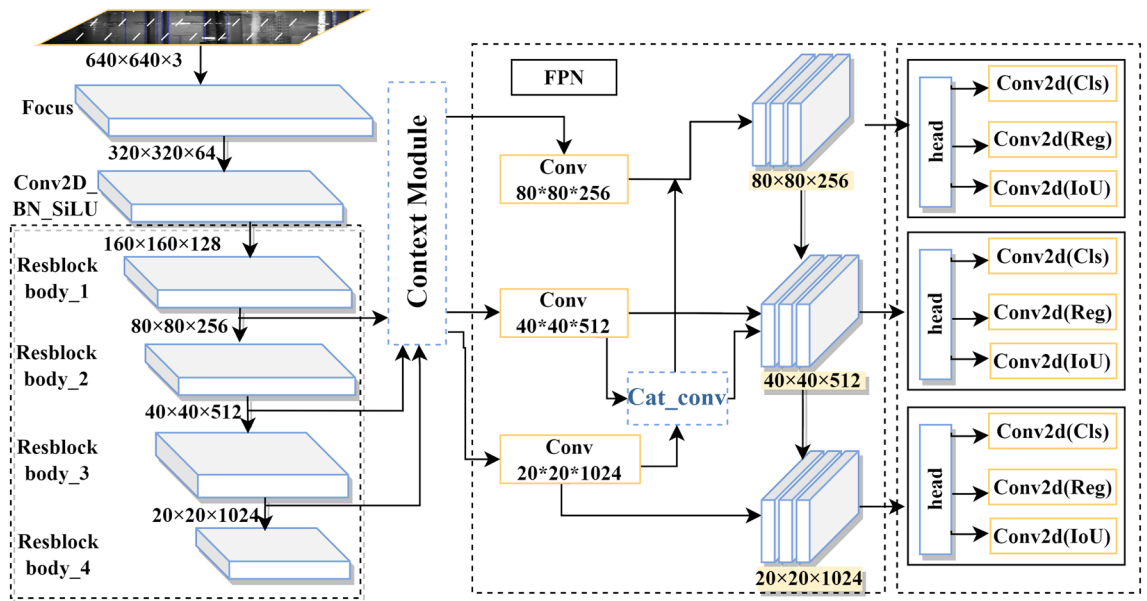 640×640×3
Focus
320×320×64
Conv2D_
BN_SiLU
160×160×128
Resblock
body_1
80×80×256
Resblock
body_2
40×40×512
Resblock
body_3
20×20×1024
Resblock
body_4
Context Module
FPN
Conv
80*80*256
Conv
40*40*512
Cat_conv
Conv
20*20*1024
80×80×256
40×40×512
20×20×1024
head
Conv2d(Cls)
Conv2d(Reg)
Conv2d(IoU)
head
Conv2d(Cls)
Conv2d(Reg)
Conv2d(IoU)
head
Conv2d(Cls)
Conv2d(Reg)
Conv2d(IoU)